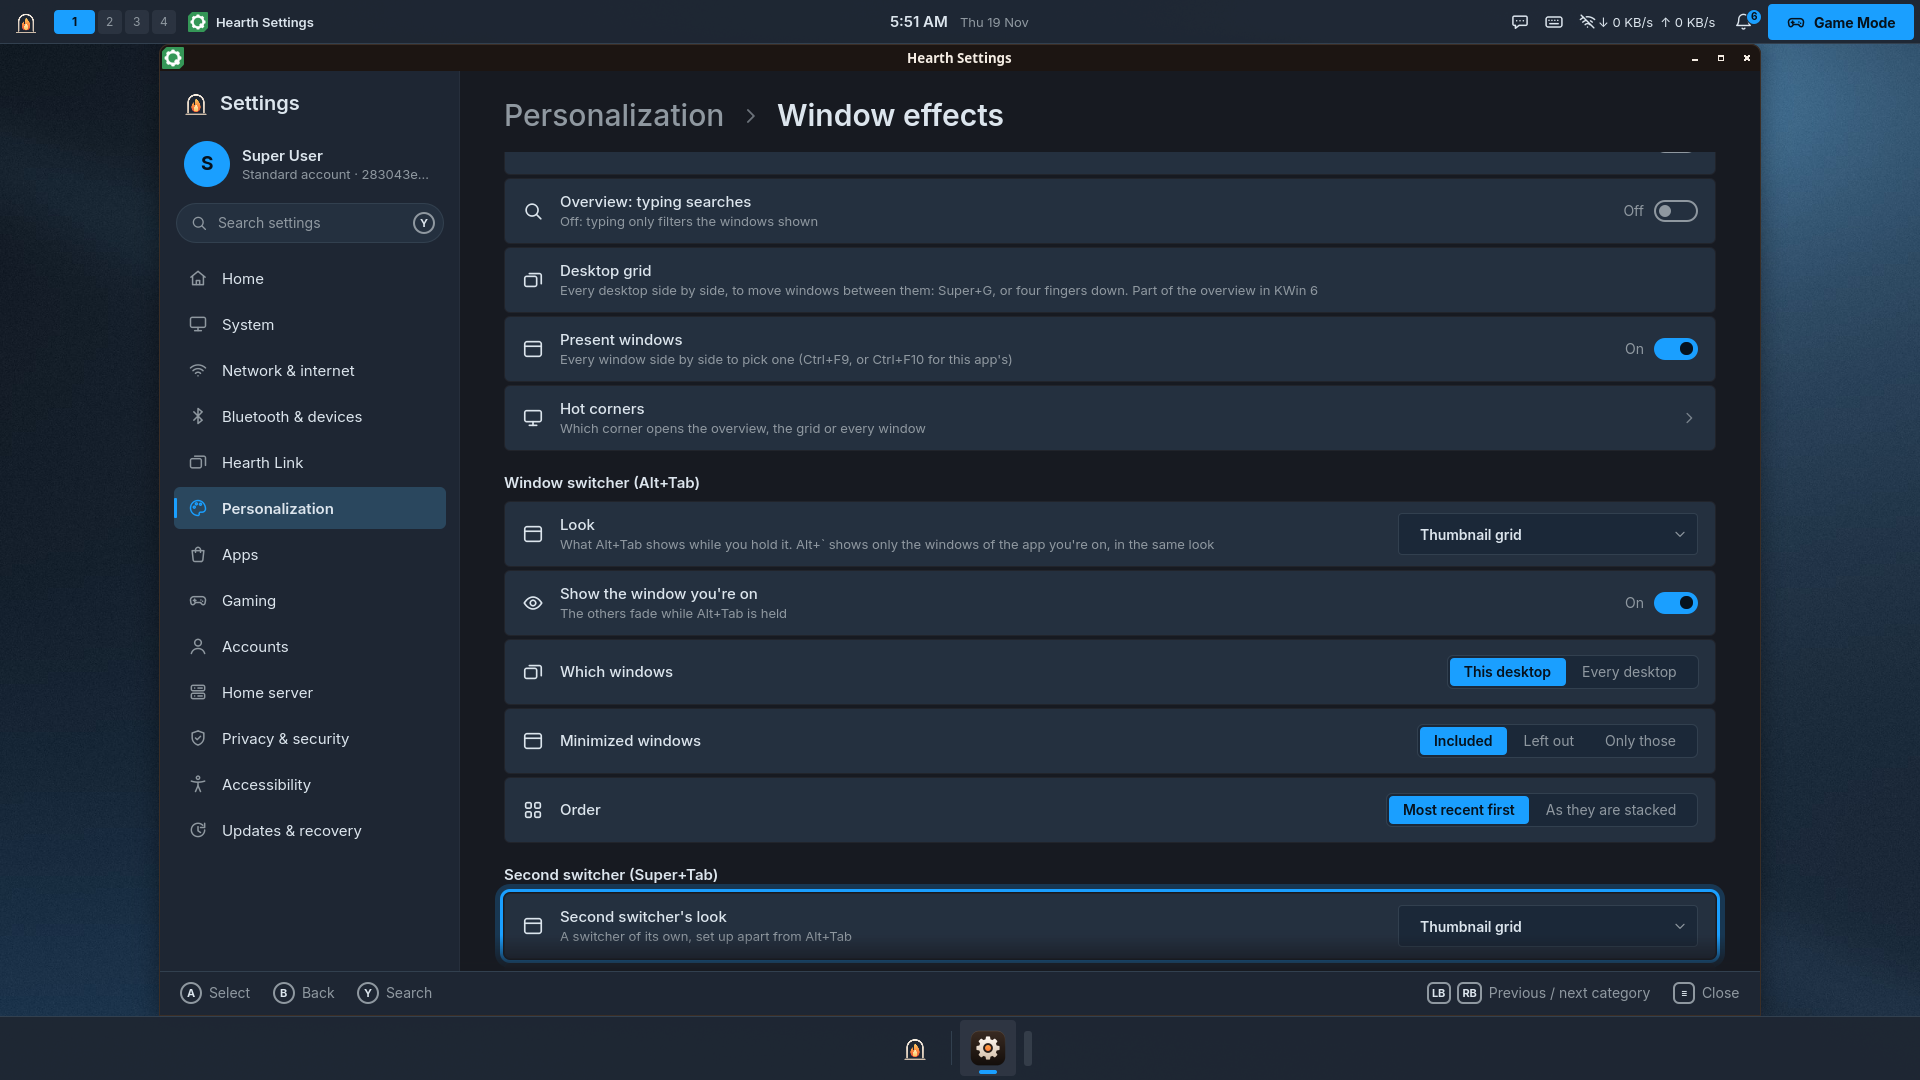 1 2 3 4 Hearth Settings 5:51 AM Thu 19 Nov ↓ 0 KB/s ↑ 0 KB/s 6 Game Mode
Hearth Settings
Settings
S
Super User
Standard account · 283043e...
Search settings Y
Home
System
Network & internet
Bluetooth & devices
Hearth Link
Personalization
Apps
Gaming
Accounts
Home server
Privacy & security
Accessibility
Updates & recovery
Personalization > Window effects
Overview: typing searches
Off: typing only filters the windows shown
Off
Desktop grid
Every desktop side by side, to move windows between them: Super+G, or four fingers down. Part of the overview in KWin 6
Present windows
Every window side by side to pick one (Ctrl+F9, or Ctrl+F10 for this app's)
On
Hot corners
Which corner opens the overview, the grid or every window
Window switcher (Alt+Tab)
Look
What Alt+Tab shows while you hold it. Alt+` shows only the windows of the app you're on, in the same look
Thumbnail grid
Show the window you're on
The others fade while Alt+Tab is held
On
Which windows This desktop Every desktop
Minimized windows Included Left out Only those
Order Most recent first As they are stacked
Second switcher (Super+Tab)
Second switcher's look
A switcher of its own, set up apart from Alt+Tab
Thumbnail grid
A Select B Back Y Search LB RB Previous / next category ≡ Close